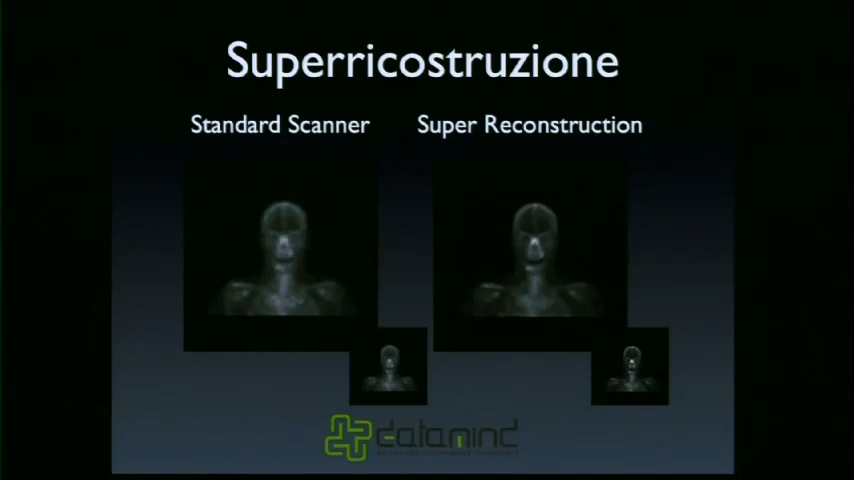 Superricostruzione
Standard Scanner
Super Reconstruction
datamind